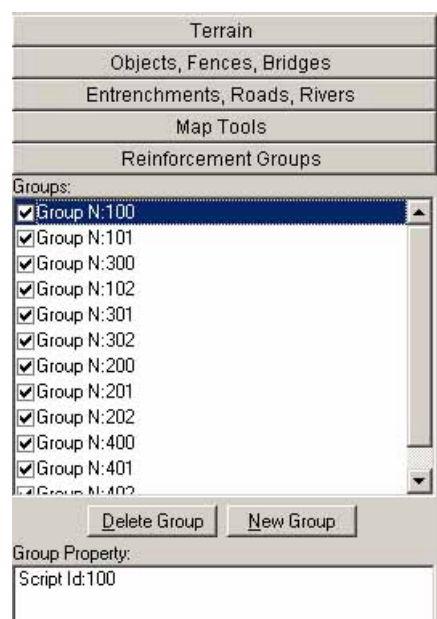 Terrain
Objects, Fences, Bridges
Entrenchments, Roads, Rivers
Map Tools
Reinforcement Groups
Groups:
Group N:100
Group N:101
Group N:300
Group N:102
Group N:301
Group N:302
Group N:200
Group N:201
Group N:202
Group N:400
Group N:401
Group N:402
Delete Group New Group
Group Property:
Script Id:100